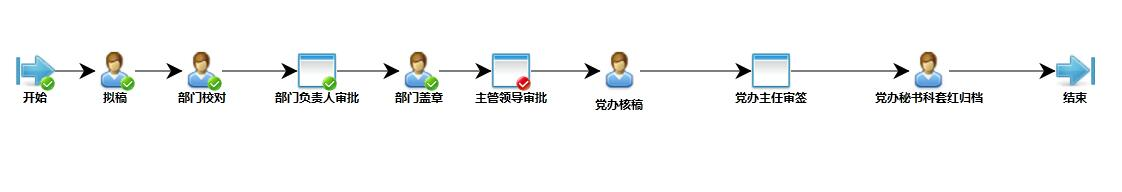 开始
拟稿
部门校对
部门负责人审批
部门盖章
主管领导审批
党办核稿
党办主任审签
党办秘书科套红归档
结束